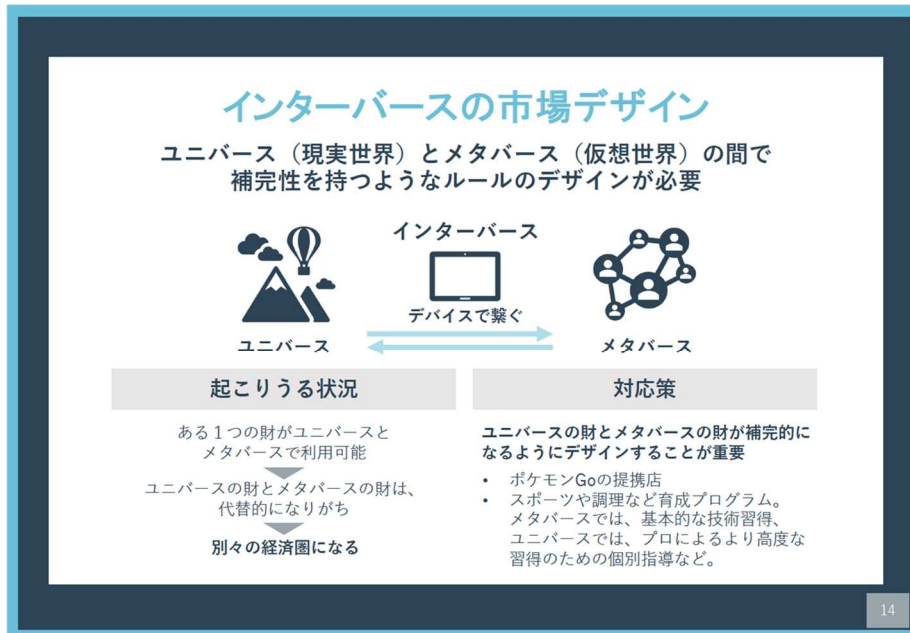 インターバースの市場デザイン
ユニバース（現実世界）とメタバース（仮想世界）の間で
補完性を持つようなルールのデザインが必要
インターバース
デバイスで繋ぐ
ユニバース
メタバース
起こりうる状況
ある１つの財がユニバースと
メタバースで利用可能
ユニバースの財とメタバースの財は、
代替的になりがち
別々の経済圏になる
対応策
ユニバースの財とメタバースの財が補完的に
なるようにデザインすることが重要
• ポケモンGoの提携店
• スポーツや調理など育成プログラム。
メタバースでは、基本的な技術習得、
ユニバースでは、プロによるより高度な
習得のための個別指導など。
14